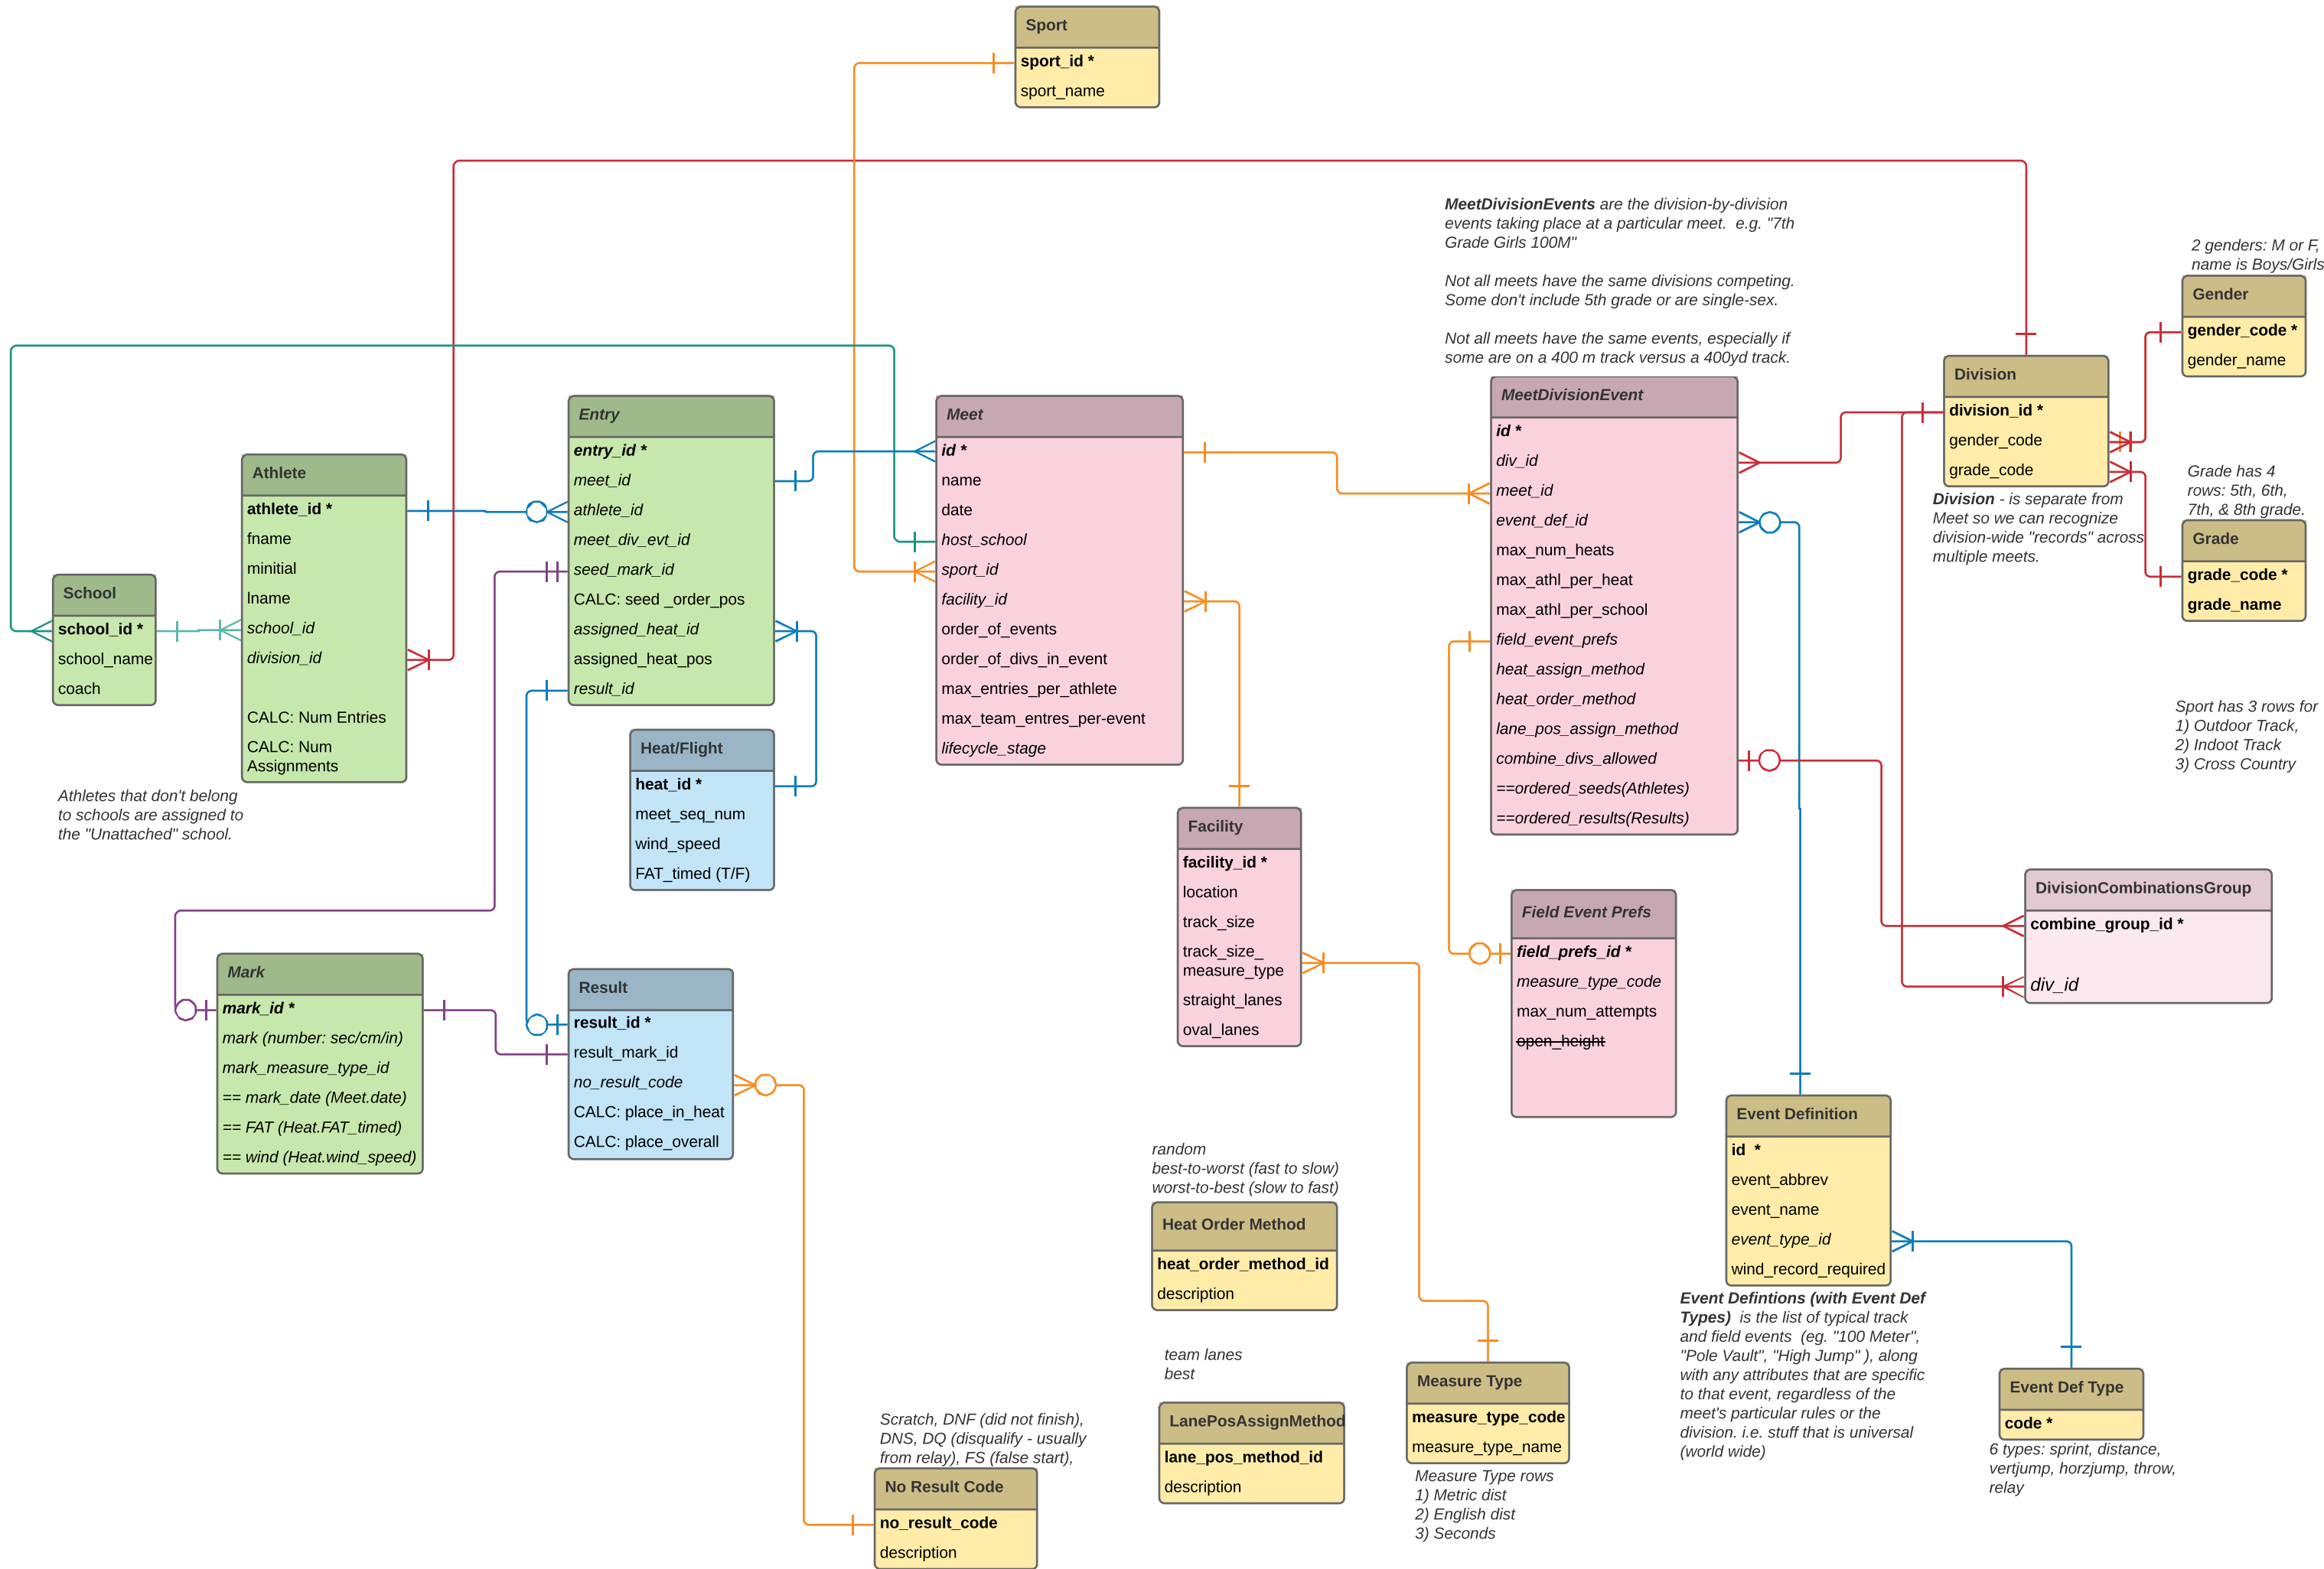 Sport
sport_id *
sport_name
MeetDivisionEvents are the division-by-division
events taking place at a particular meet.  e.g. "7th
Grade Girls 100M"
Not all meets have the same divisions competing.
Some don't include 5th grade or are single-sex.
Not all meets have the same events, especially if
some are on a 400 m track versus a 400yd track.
2 genders: M or F,
name is Boys/Girls
Gender
gender_code *
gender_name
Division
division_id *
gender_code
grade_code
Division - is separate from
Meet so we can recognize
division-wide "records" across
multiple meets.
Grade has 4
rows: 5th, 6th,
7th, & 8th grade.
Grade
grade_code *
grade_name
Sport has 3 rows for
1) Outdoor Track,
2) Indoot Track
3) Cross Country
School
school_id *
school_name
coach
Athlete
athlete_id *
fname
minitial
lname
school_id
division_id
CALC: Num Entries
CALC: Num
Assignments
Athletes that don't belong
to schools are assigned to
the "Unattached" school.
Entry
entry_id *
meet_id
athlete_id
meet_div_evt_id
seed_mark_id
CALC: seed _order_pos
assigned_heat_id
assigned_heat_pos
result_id
Heat/Flight
heat_id *
meet_seq_num
wind_speed
FAT_timed (T/F)
Meet
id *
name
date
host_school
sport_id
facility_id
order_of_events
order_of_divs_in_event
max_entries_per_athlete
max_team_entres_per-event
lifecycle_stage
MeetDivisionEvent
id *
div_id
meet_id
event_def_id
max_num_heats
max_athl_per_heat
max_athl_per_school
field_event_prefs
heat_assign_method
heat_order_method
lane_pos_assign_method
combine_divs_allowed
==ordered_seeds(Athletes)
==ordered_results(Results)
Facility
facility_id *
location
track_size
track_size_
measure_type
straight_lanes
oval_lanes
Field Event Prefs
field_prefs_id *
measure_type_code
max_num_attempts
open_height
DivisionCombinationsGroup
combine_group_id *
div_id
Mark
mark_id *
mark (number: sec/cm/in)
mark_measure_type_id
== mark_date (Meet.date)
== FAT (Heat.FAT_timed)
== wind (Heat.wind_speed)
Result
result_id *
result_mark_id
no_result_code
CALC: place_in_heat
CALC: place_overall
random
best-to-worst (fast to slow)
worst-to-best (slow to fast)
Heat Order Method
heat_order_method_id
description
team lanes
best
LanePosAssignMethod
lane_pos_method_id
description
Event Definition
id  *
event_abbrev
event_name
event_type_id
wind_record_required
Event Defintions (with Event Def
Types)  is the list of typical track
and field events  (eg. "100 Meter",
"Pole Vault", "High Jump" ), along
with any attributes that are specific
to that event, regardless of the
meet's particular rules or the
division. i.e. stuff that is universal
(world wide)
Measure Type
measure_type_code
measure_type_name
Measure Type rows
1) Metric dist
2) English dist
3) Seconds
Event Def Type
code *
6 types: sprint, distance,
vertjump, horzjump, throw,
relay
Scratch, DNF (did not finish),
DNS, DQ (disqualify - usually
from relay), FS (false start),
No Result Code
no_result_code
description